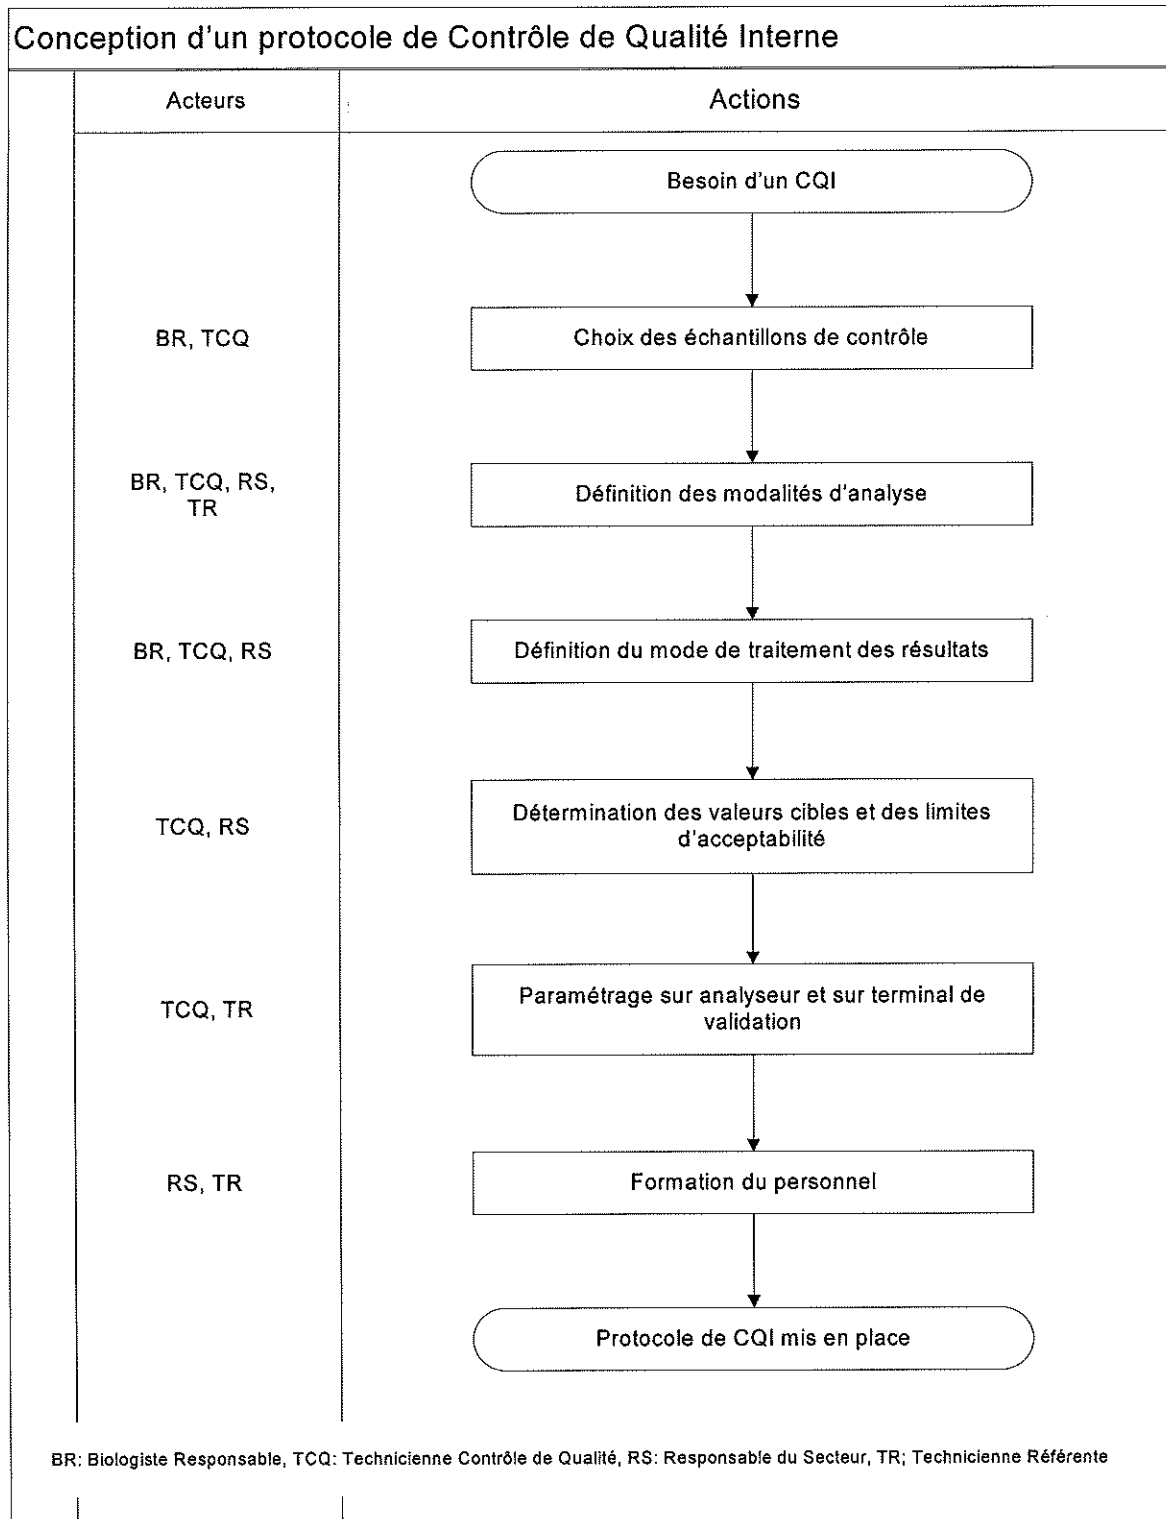 Conception d'un protocole de Contrôle de Qualité Interne
Acteurs
Actions
Besoin d'un CQI
BR, TCQ
Choix des échantillons de contrôle
BR, TCQ, RS,
TR
Définition des modalités d'analyse
BR, TCQ, RS
Définition du mode de traitement des résultats
TCQ, RS
Détermination des valeurs cibles et des limites
d'acceptabilité
TCQ, TR
Paramétrage sur analyseur et sur terminal de
validation
RS, TR
Formation du personnel
Protocole de CQI mis en place
BR: Biologiste Responsable, TCQ: Technicienne Contrôle de Qualité, RS: Responsable du Secteur, TR; Technicienne Référente